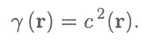 γ(r) = c²(r).